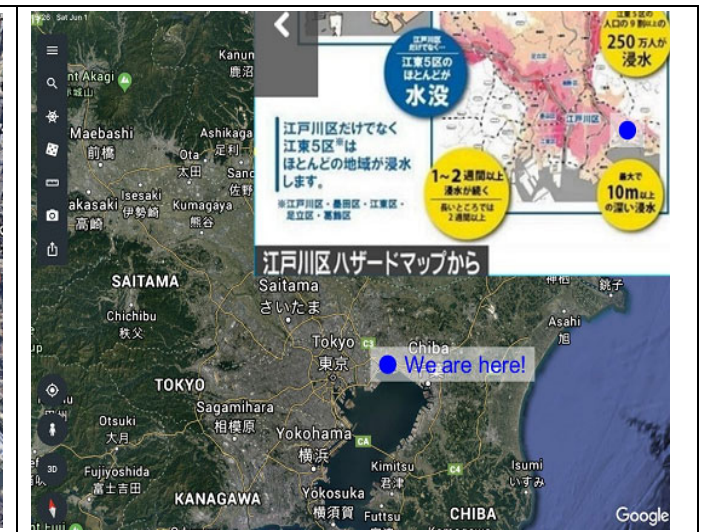 Sat Jun 1
Kanum
鹿沼
nt Akagi
赤城山
Maebashi
前橋
Ashikaga
足利
Ota
太田
Sano
佐野
Isesaki
伊勢崎
akasaki
高崎
Kumagaya
熊谷
江戸川区
だけでなく…
江東5区の
ほとんどが
水没
江東5区の
人口の9割以上の
250万人が
浸水
江戸川区
江戸川区だけでなく
江東5区※は
ほとんどの地域が浸水
します。
※江戸川区・墨田区・江東区・
足立区・葛飾区
1~2週間以上
浸水が続く
長いところでは
2週間以上
最大で
10m以上
の深い浸水
江戸川区ハザードマップから
SAITAMA
Saitama
さいたま
神栖
銚子
Chichibu
秩父
Asahi
旭
Tokyo
東京
C3
Chiba
We are here!
TOKYO
Otsuki
大月
Sagamihara
相模原
Yokohama
横浜
CA
3D
Fujiyoshida
富士吉田
Kimitsu
君津
C4
Isumi
いすみ
KANAGAWA
Yokosuka
横須賀
Futtsu
CHIBA
Google